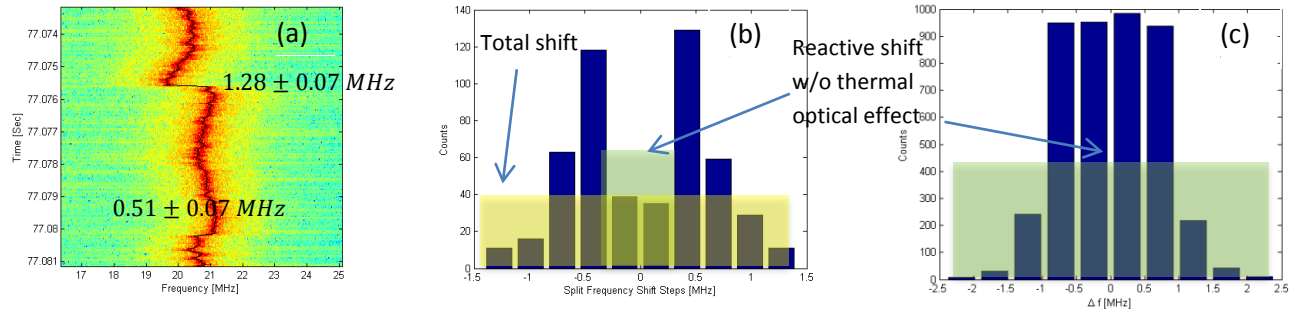 (a)
1.28 ± 0.07 MHz
0.51 ± 0.07 MHz
Time [Sec]
77.074
77.075
77.076
77.077
77.078
77.079
77.08
77.081
17 18 19 20 21 22 23 24 25
Frequency [MHz]
Total shift
(b)
Counts
140
120
100
80
60
40
20
0
-1.5 -1 -0.5 0 0.5 1 1.5
Split Frequency Shift Steps [MHz]
Reactive shift
w/o thermal
optical effect
(c)
Counts
1000
900
800
700
600
500
400
300
200
100
0
-2.5 -2 -1.5 -1 -0.5 0 0.5 1 1.5 2 2.5
Δ f [MHz]